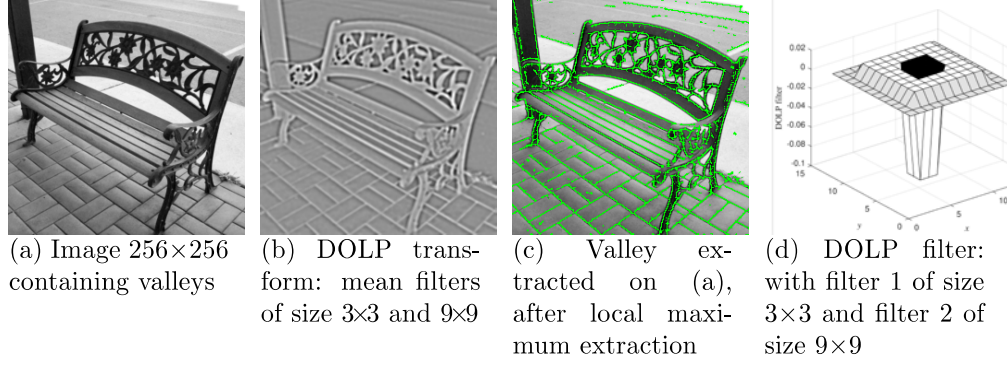 0.02
0
-0.02
-0.04
-0.06
-0.08
-0.1
15
10
5
0
0
5
10
DOLP filter
y
x
(a) Image 256×256
containing valleys
(b) DOLP trans-
form: mean filters
of size 3×3 and 9×9
(c) Valley ex-
tracted on (a),
after local maxi-
mum extraction
(d) DOLP filter:
with filter 1 of size
3×3 and filter 2 of
size 9×9